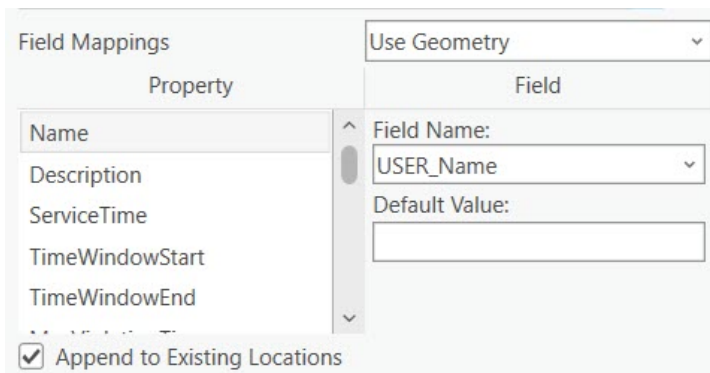 Field Mappings
Use Geometry
Property
Field
Name
Description
ServiceTime
TimeWindowStart
TimeWindowEnd
Field Name:
USER_Name
Default Value:
Append to Existing Locations